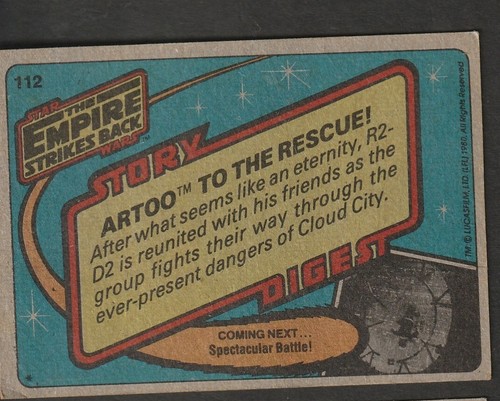 112
STAR
THE
EMPIRE
STRIKES BACK
WARS™
STORY
ARTOO™ TO THE RESCUE!
After what seems like an eternity, R2-
D2 is reunited with his friends as the
group fights their way through the
ever-present dangers of Cloud City.
DIGEST
COMING NEXT...
Spectacular Battle!
TM: © LUCASFILM, LTD. (LFL) 1980. All Rights Reserved